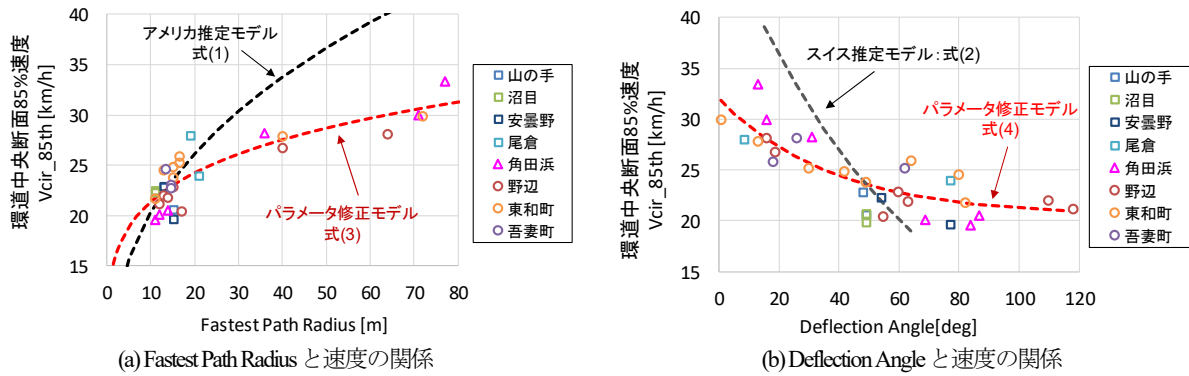 環道中央断面85%速度
Vcir_85th [km/h]
40
35
30
25
20
15
0
10
20
30
40
50
60
70
80
Fastest Path Radius [m]
アメリカ推定モデル
式(1)
パラメータ修正モデル
式(3)
山の手
沼目
安曇野
尾倉
角田浜
野辺
東和町
吾妻町
(a) Fastest Path Radius と速度の関係
環道中央断面85%速度
Vcir_85th [km/h]
40
35
30
25
20
15
0
20
40
60
80
100
120
Deflection Angle[deg]
スイス推定モデル：式(2)
パラメータ修正モデル
式(4)
山の手
沼目
安曇野
尾倉
角田浜
野辺
東和町
吾妻町
(b) Deflection Angle と速度の関係